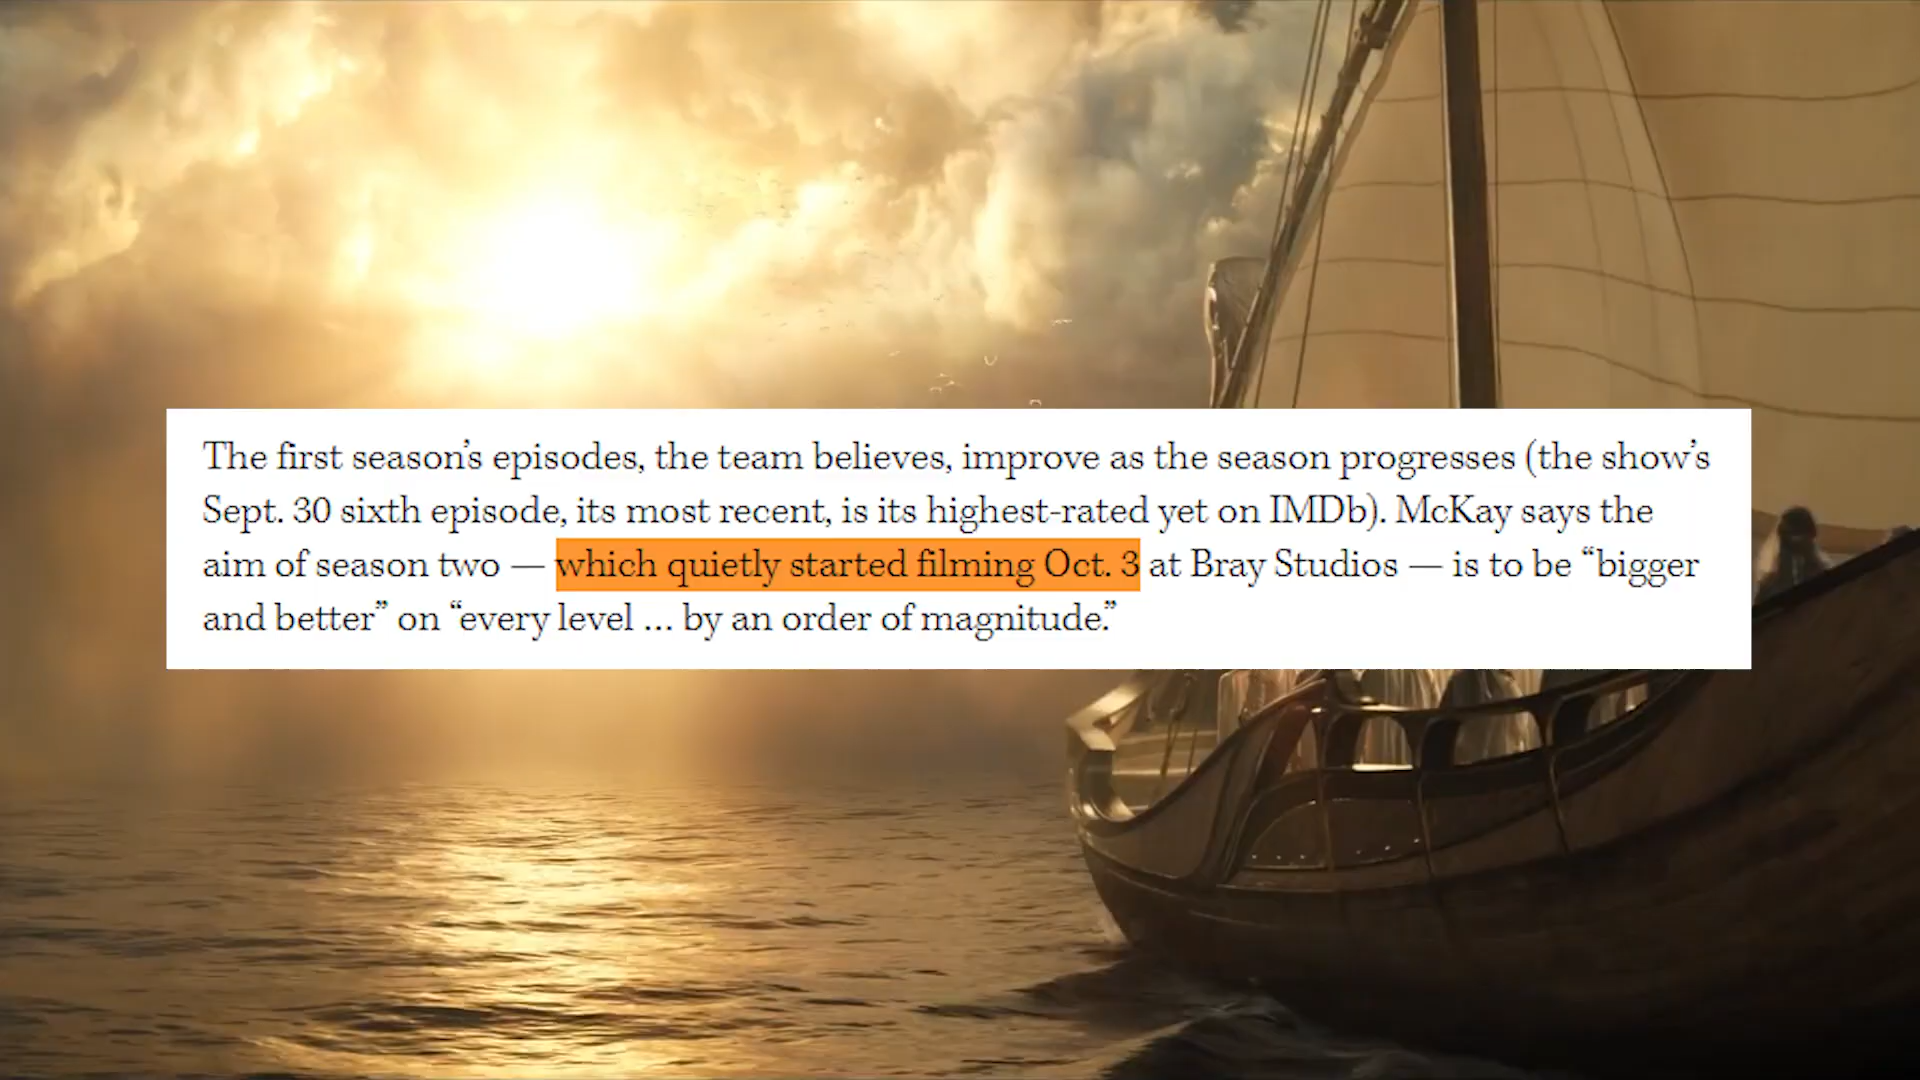 The first season’s episodes, the team believes, improve as the season progresses (the show’s
Sept. 30 sixth episode, its most recent, is its highest-rated yet on IMDb). McKay says the
aim of season two — which quietly started filming Oct. 3 at Bray Studios — is to be “bigger
and better” on “every level ... by an order of magnitude.”